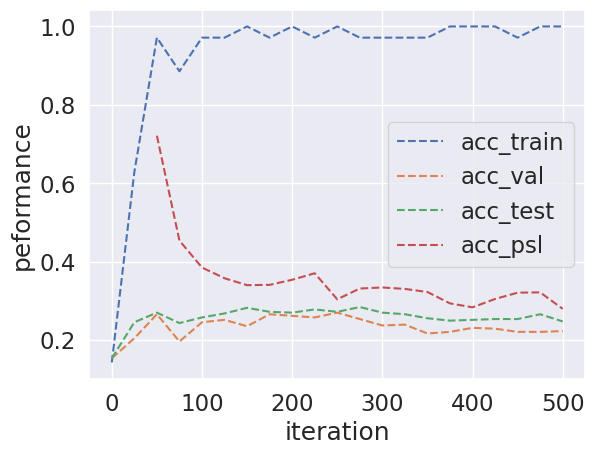 1.0
0.8
0.6
0.4
0.2
peformance
acc_train
acc_val
acc_test
acc_psl
0 100 200 300 400 500
iteration